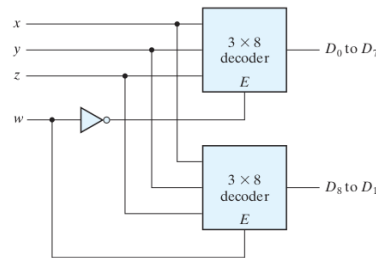 x
y
z
w
3 × 8
decoder
E
D₀ to D₇
3 × 8
decoder
E
D₈ to D₁